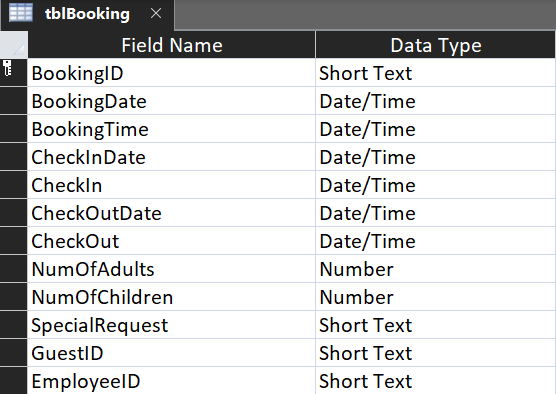 tblBooking
Field Name Data Type
BookingID Short Text
BookingDate Date/Time
BookingTime Date/Time
CheckInDate Date/Time
CheckIn Date/Time
CheckOutDate Date/Time
CheckOut Date/Time
NumOfAdults Number
NumOfChildren Number
SpecialRequest Short Text
GuestID Short Text
EmployeeID Short Text